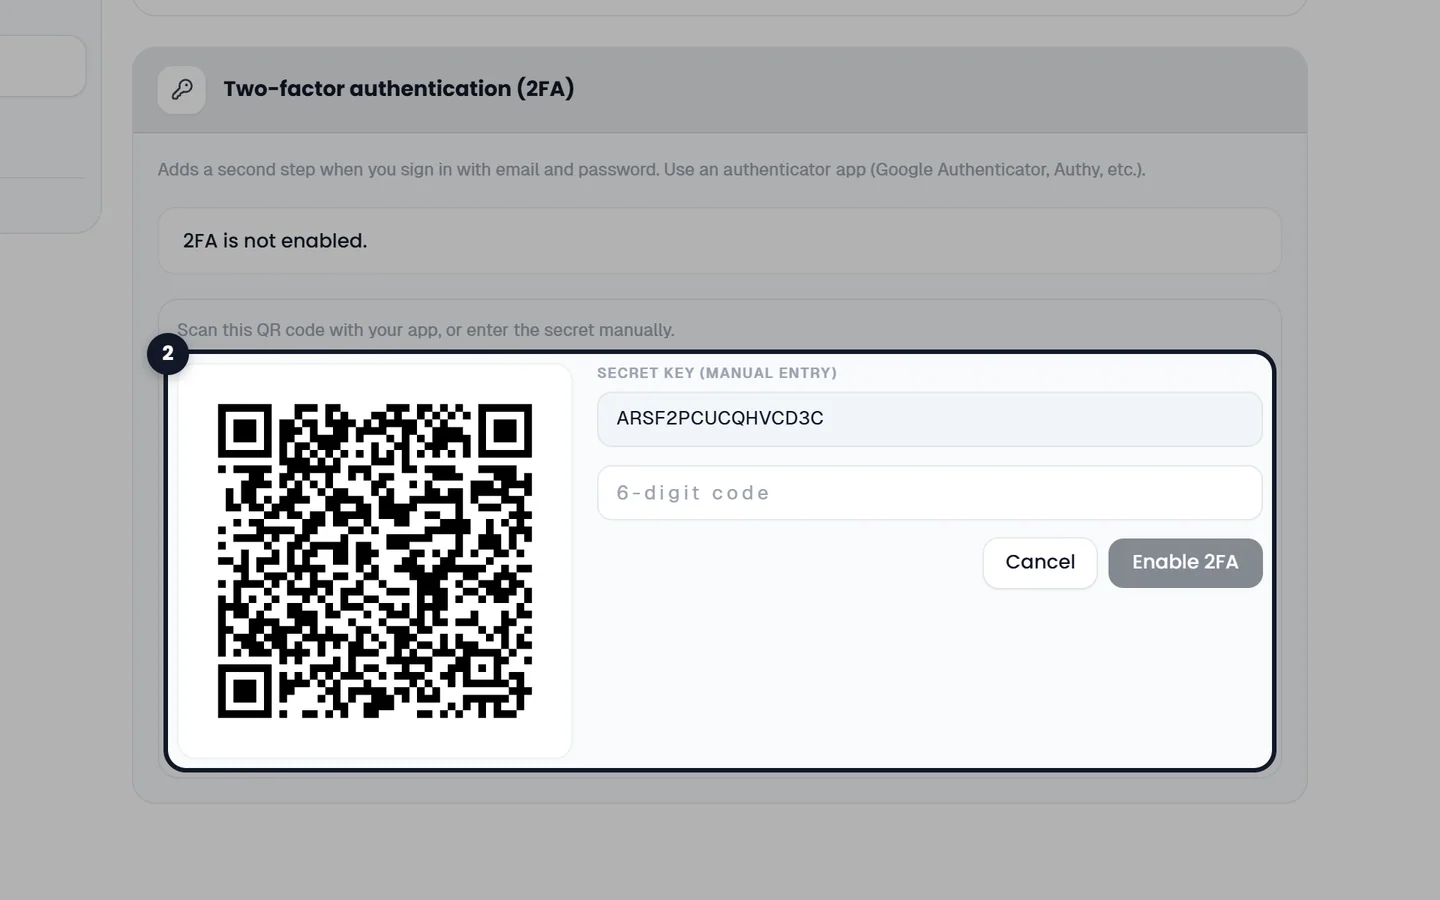 Two-factor authentication (2FA)
Adds a second step when you sign in with email and password. Use an authenticator app (Google Authenticator, Authy, etc.).
2FA is not enabled.
Scan this QR code with your app, or enter the secret manually.
2
SECRET KEY (MANUAL ENTRY)
ARSF2PCUCQHVCD3C
6-digit code
Cancel
Enable 2FA